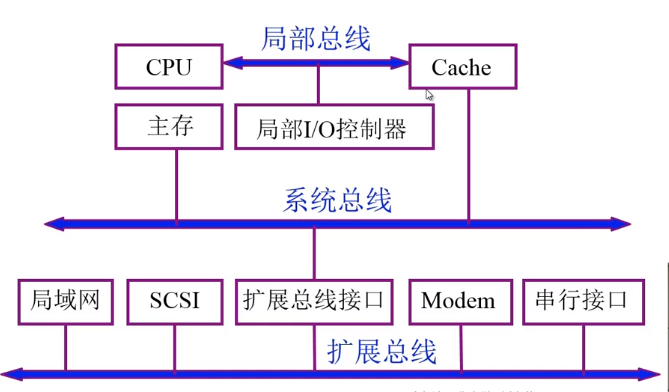 局部总线
CPU
Cache
主存
局部I/O控制器
系统总线
局域网
SCSI
扩展总线接口
Modem
串行接口
扩展总线